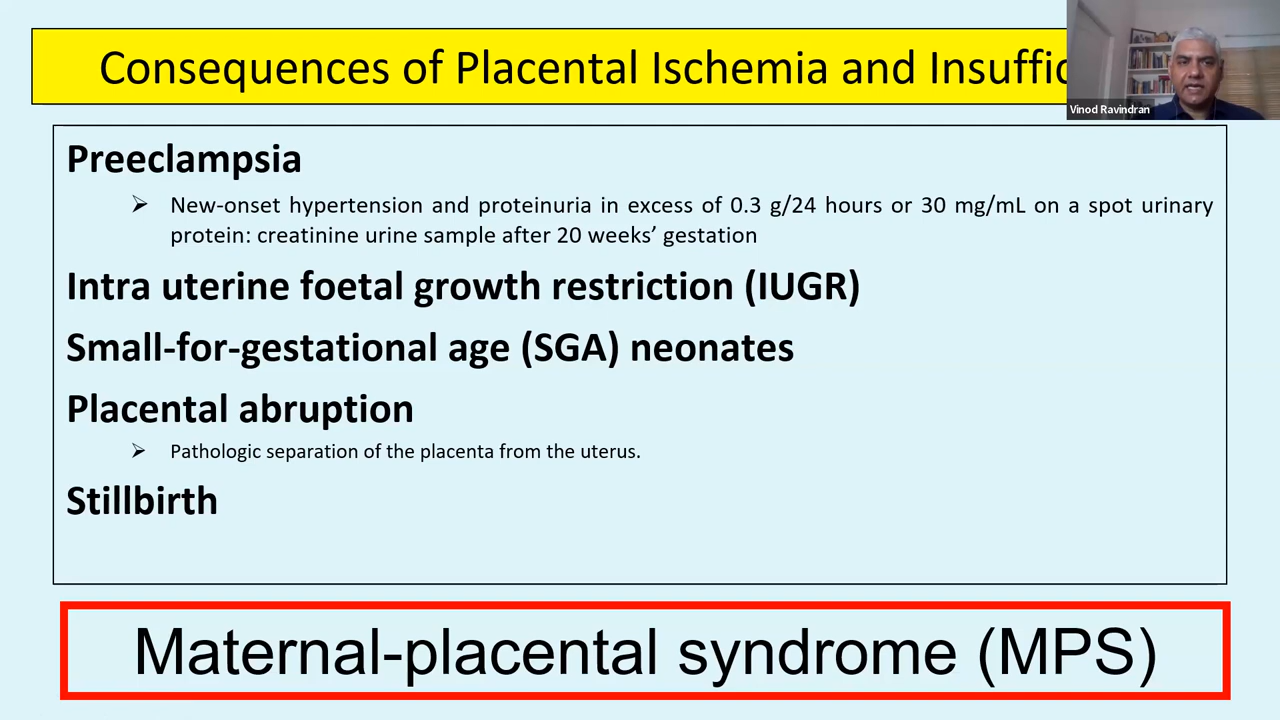 Consequences of Placental Ischemia and Insuffic
Vinod Ravindran
Preeclampsia
➢ New-onset hypertension and proteinuria in excess of 0.3 g/24 hours or 30 mg/mL on a spot urinary
protein: creatinine urine sample after 20 weeks’ gestation
Intra uterine foetal growth restriction (IUGR)
Small-for-gestational age (SGA) neonates
Placental abruption
➢ Pathologic separation of the placenta from the uterus.
Stillbirth
Maternal-placental syndrome (MPS)